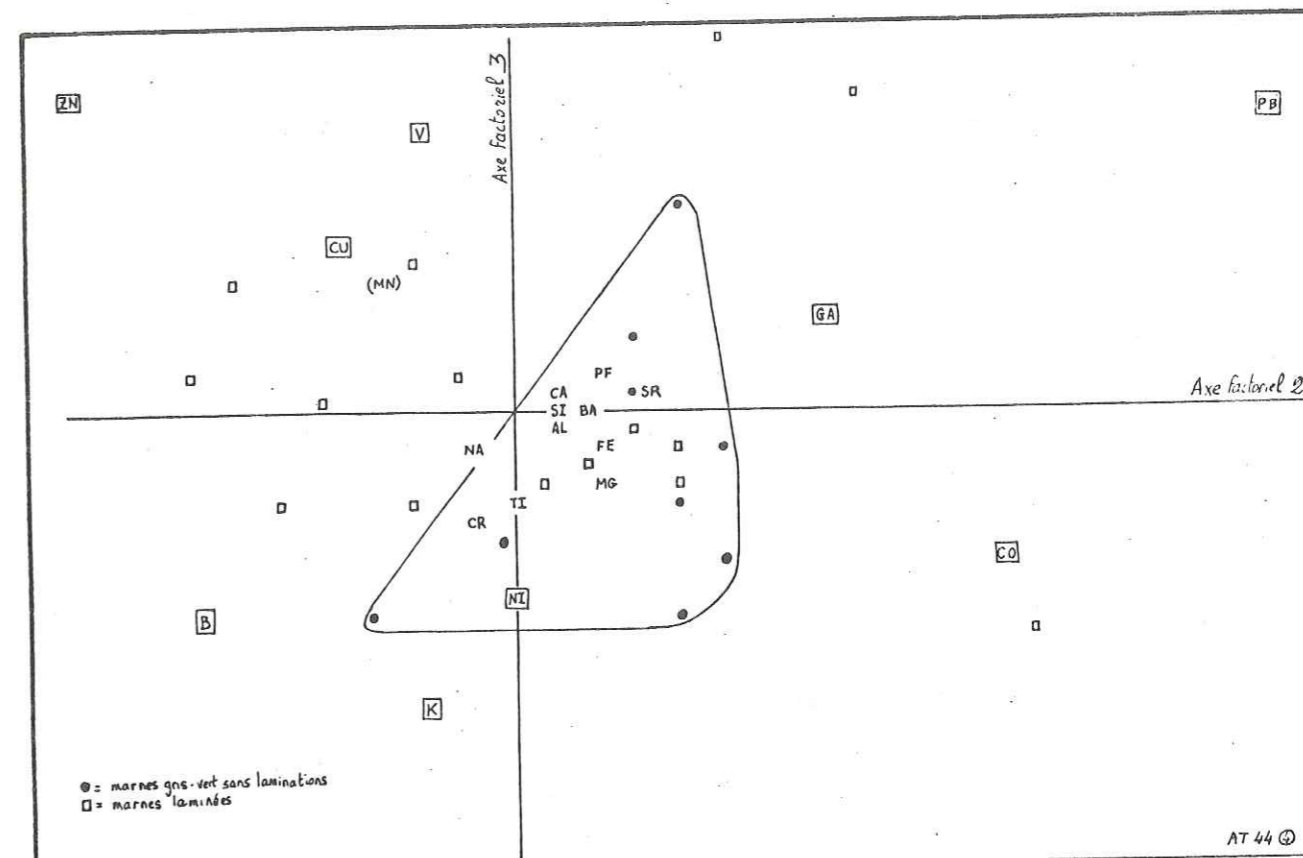 ZN
PB
V
Axe factoriel 3
CU
(MN)
GA
PF
CA
SR
Axe factoriel 2
SI BA
AL
NA
FE
MG
TI
CR
CO
NI
B
K
● = marnes gris-vert sans laminations
□ = marnes laminées
AT 44 ④